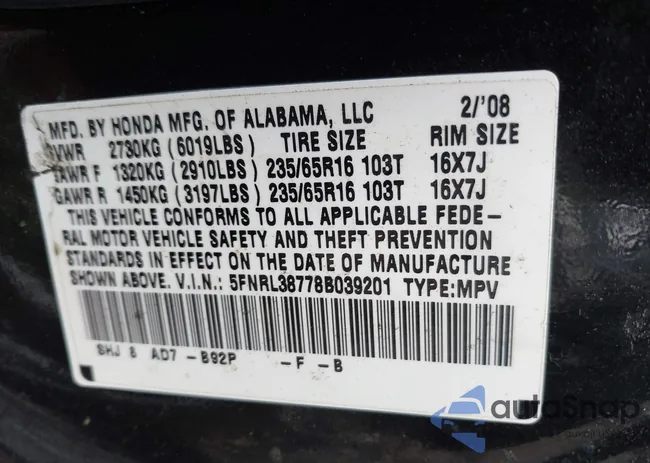 MFD. BY HONDA MFG. OF ALABAMA, LLC 2/'08
GVWR 2730KG (6019LBS) TIRE SIZE RIM SIZE
GAWR F 1320KG (2910LBS) 235/65R16 103T 16X7J
GAWR R 1450KG (3197LBS) 235/65R16 103T 16X7J
THIS VEHICLE CONFORMS TO ALL APPLICABLE FEDE-
RAL MOTOR VEHICLE SAFETY AND THEFT PREVENTION
STANDARDS IN EFFECT ON THE DATE OF MANUFACTURE
SHOWN ABOVE. V.I.N.: 5FNRL38778B039201 TYPE:MPV
SHJ 8 AD7 - B92P - F - B
autoSnap